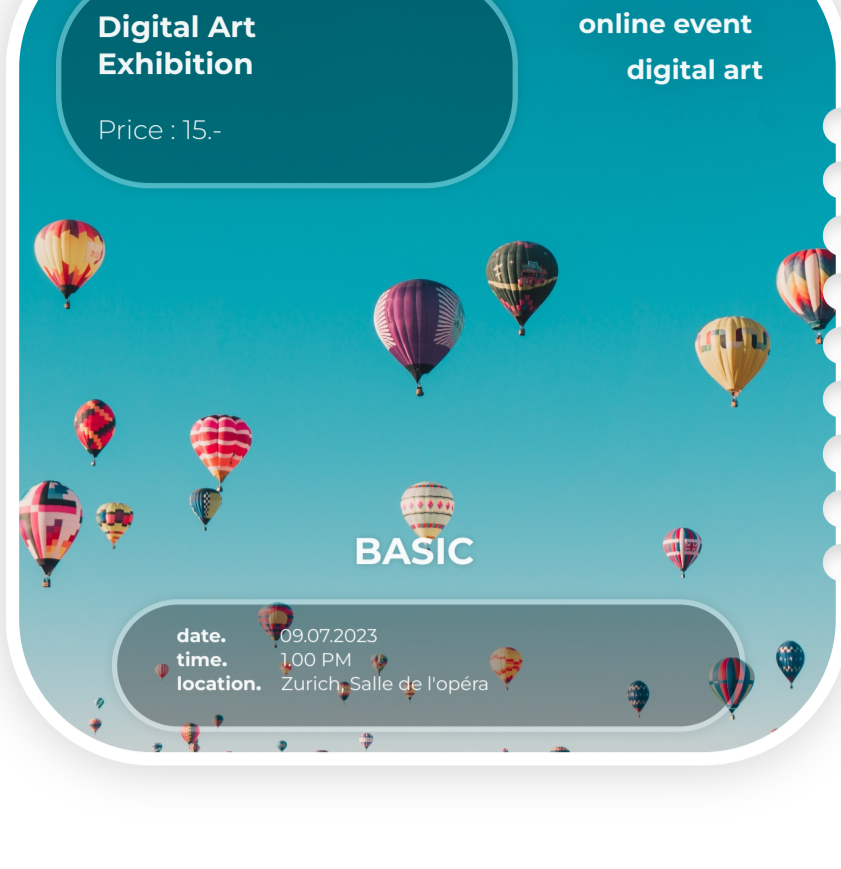 Digital Art
Exhibition
Price : 15.-
online event
digital art
BASIC
date. 09.07.2023
time. 1.00 PM
location. Zurich, Salle de l'opéra